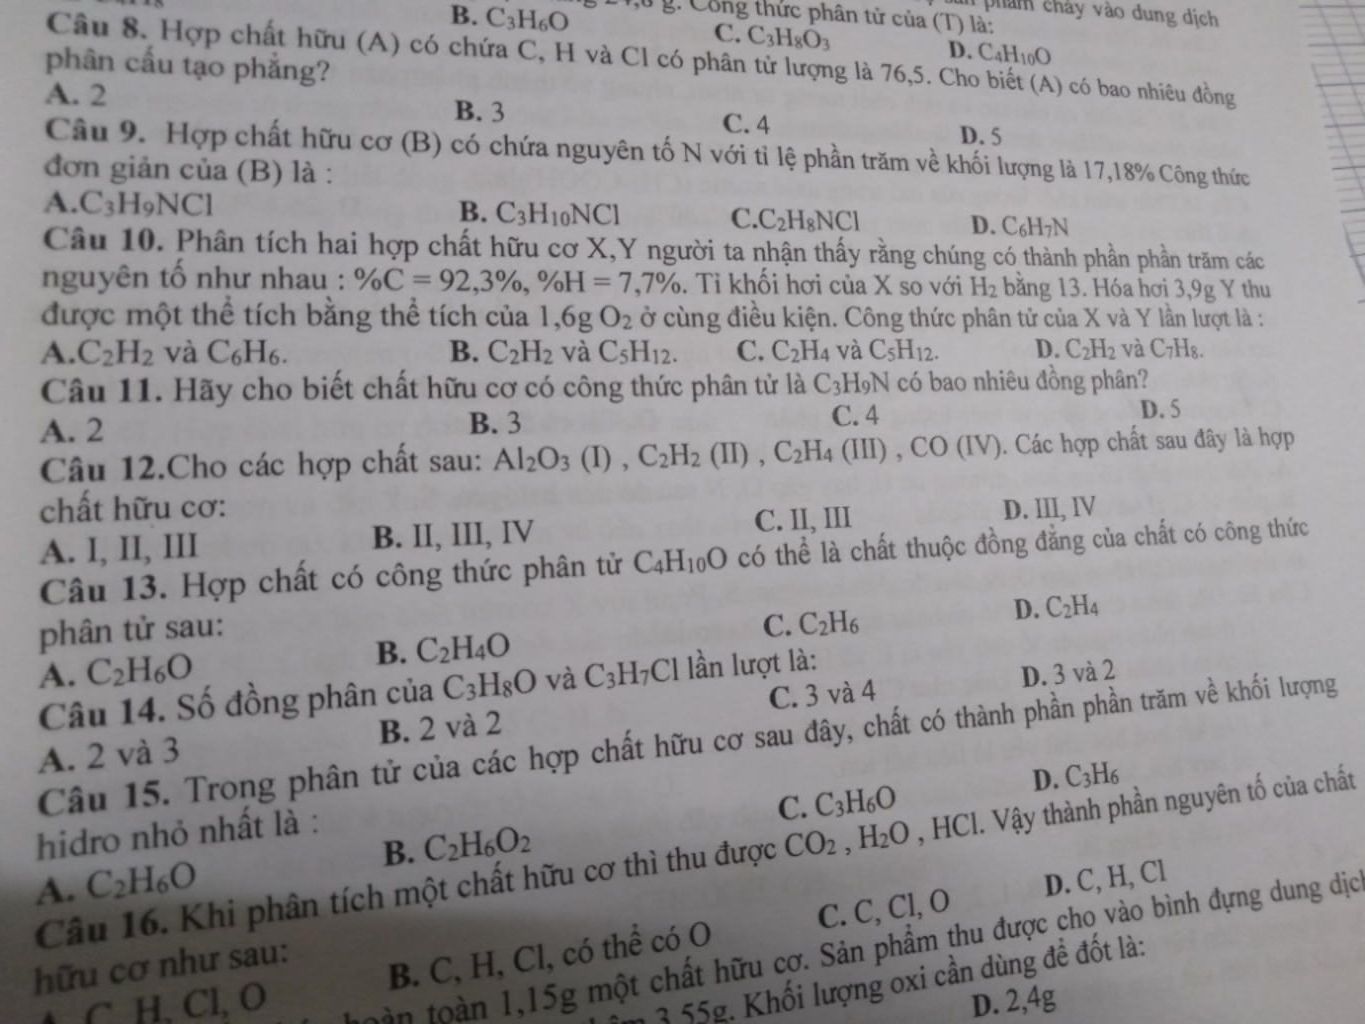 24,8 g. Công thức phân tử của (T) là:
phẩm cháy vào dung dịch
B. C₃H₆O C. C₃H₈O₃ D. C₄H₁₀O
Câu 8. Hợp chất hữu (A) có chứa C, H và Cl có phân tử lượng là 76,5. Cho biết (A) có bao nhiêu đồng
phân cấu tạo phẳng?
A. 2 B. 3 C. 4 D. 5
Câu 9. Hợp chất hữu cơ (B) có chứa nguyên tố N với tỉ lệ phần trăm về khối lượng là 17,18% Công thức
đơn giản của (B) là :
A.C₃H₉NCl B. C₃H₁₀NCl C.C₂H₈NCl D. C₆H₇N
Câu 10. Phân tích hai hợp chất hữu cơ X,Y người ta nhận thấy rằng chúng có thành phần phần trăm các
nguyên tố như nhau : %C = 92,3%, %H = 7,7%. Tỉ khối hơi của X so với H₂ bằng 13. Hóa hơi 3,9g Y thu
được một thể tích bằng thể tích của 1,6g O₂ ở cùng điều kiện. Công thức phân tử của X và Y lần lượt là :
A.C₂H₂ và C₆H₆. B. C₂H₂ và C₅H₁₂. C. C₂H₄ và C₅H₁₂. D. C₂H₂ và C₇H₈.
Câu 11. Hãy cho biết chất hữu cơ có công thức phân tử là C₃H₉N có bao nhiêu đồng phân?
A. 2 B. 3 C. 4 D. 5
Câu 12.Cho các hợp chất sau: Al₂O₃ (I) , C₂H₂ (II) , C₂H₄ (III) , CO (IV). Các hợp chất sau đây là hợp
chất hữu cơ:
A. I, II, III B. II, III, IV C. II, III D. III, IV
Câu 13. Hợp chất có công thức phân tử C₄H₁₀O có thể là chất thuộc đồng đẳng của chất có công thức
phân tử sau:
A. C₂H₆O B. C₂H₄O C. C₂H₆ D. C₂H₄
Câu 14. Số đồng phân của C₃H₈O và C₃H₇Cl lần lượt là:
A. 2 và 3 B. 2 và 2 C. 3 và 4 D. 3 và 2
Câu 15. Trong phân tử của các hợp chất hữu cơ sau đây, chất có thành phần phần trăm về khối lượng
hidro nhỏ nhất là :
A. C₂H₆O B. C₂H₆O₂ C. C₃H₆O D. C₃H₆
Câu 16. Khi phân tích một chất hữu cơ thì thu được CO₂ , H₂O , HCl. Vậy thành phần nguyên tố của chất
hữu cơ như sau:
C, H, Cl, O B. C, H, Cl, có thể có O C. C, Cl, O D. C, H, Cl
toàn 1,15g một chất hữu cơ. Sản phẩm thu được cho vào bình đựng dung dịch
3,55g. Khối lượng oxi cần dùng để đốt là:
D. 2,4g